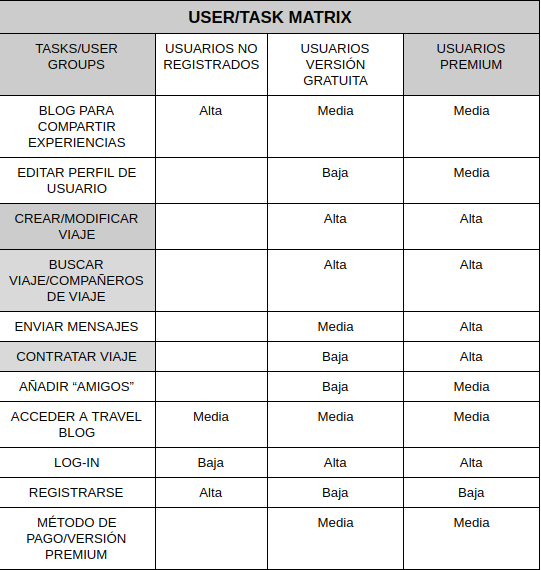 USER/TASK MATRIX
TASKS/USER
GROUPS
USUARIOS NO
REGISTRADOS
USUARIOS
VERSIÓN
GRATUITA
USUARIOS
PREMIUM
BLOG PARA
COMPARTIR
EXPERIENCIAS
Alta
Media
Media
EDITAR PERFIL DE
USUARIO
Baja
Media
CREAR/MODIFICAR
VIAJE
Alta
Alta
BUSCAR
VIAJE/COMPAÑEROS
DE VIAJE
Alta
Alta
ENVIAR MENSAJES
Media
Alta
CONTRATAR VIAJE
Baja
Alta
AÑADIR “AMIGOS”
Baja
Media
ACCEDER A TRAVEL
BLOG
Media
Media
Media
LOG-IN
Baja
Alta
Alta
REGISTRARSE
Alta
Baja
Baja
MÉTODO DE
PAGO/VERSIÓN
PREMIUM
Media
Media